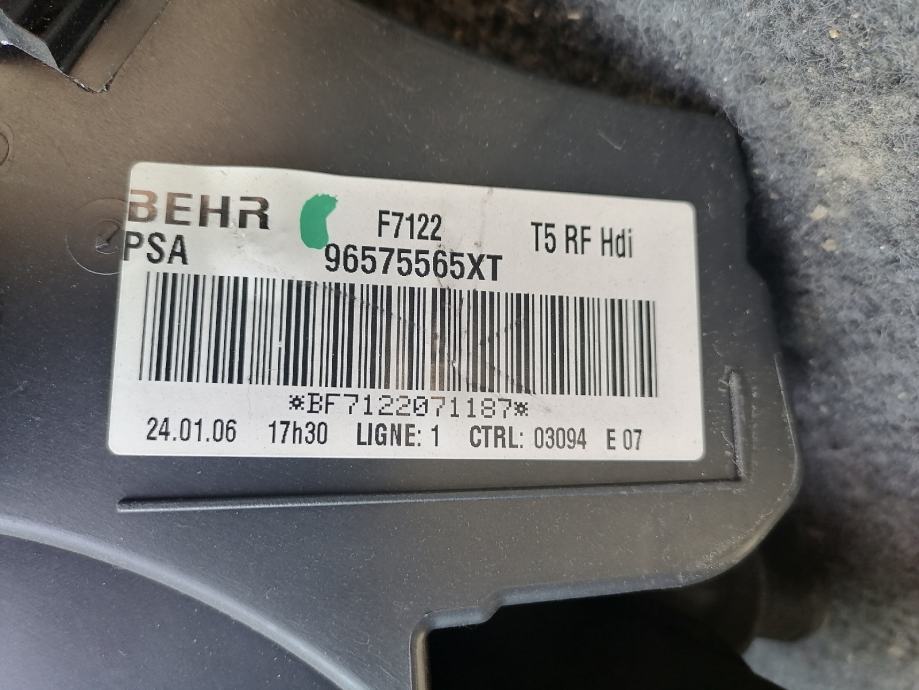 BEHR F7122 T5 RF Hdi
PSA 96575565XT
*BF7122071187*
24.01.06 17h30 LIGNE: 1 CTRL: 03094 E 07